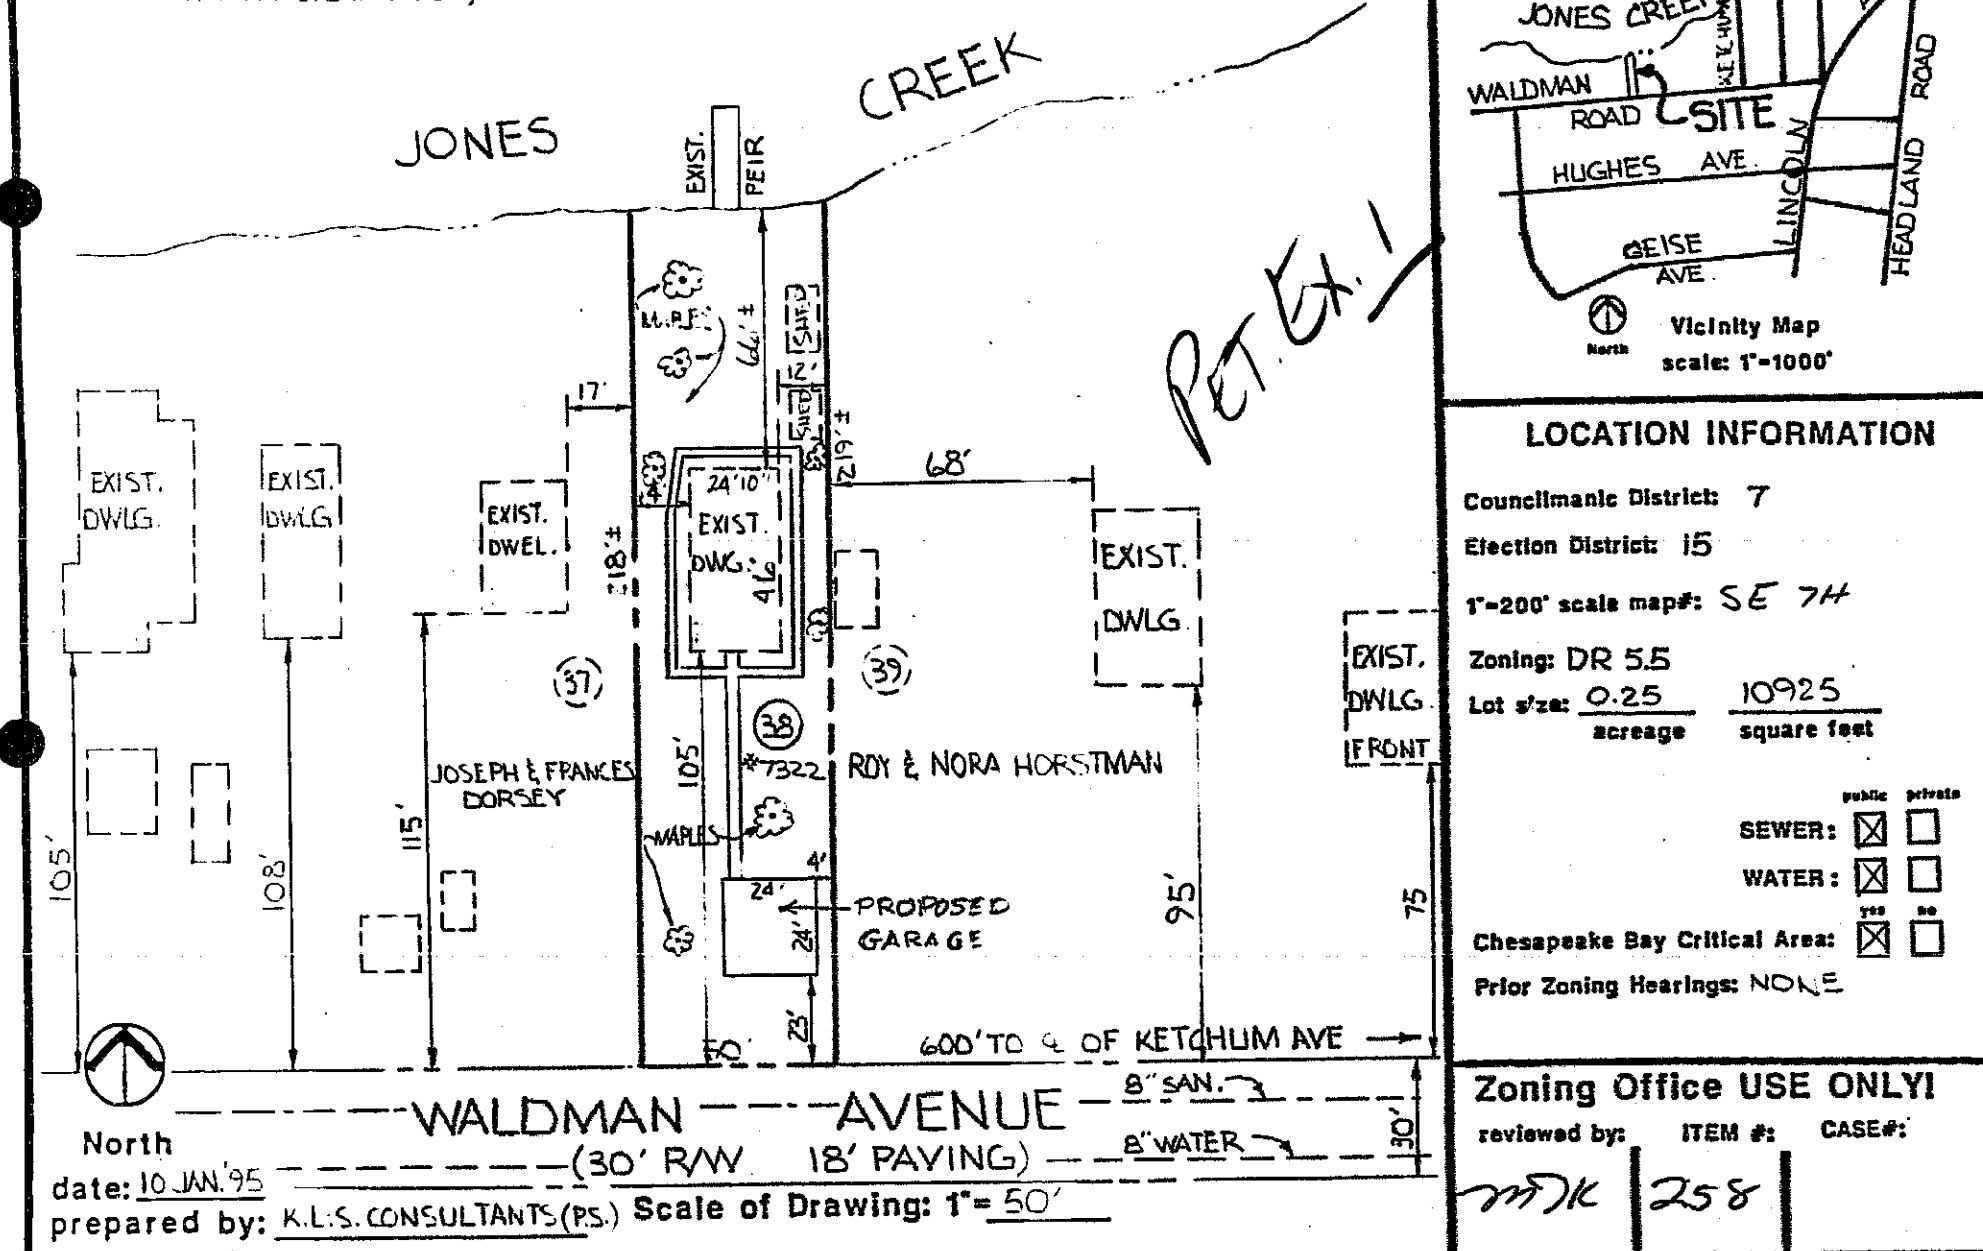 JONES
CREEK
EXIST.
PEIR
MAPLES
66'±
SHED
12'
SHED
17'
219'±
68'
EXIST.
DWLG.
EXIST.
DWLG
EXIST.
DWEL.
218'±
14'
24'10"
EXIST.
DWG.
46
EXIST.
DWLG.
EXIST.
DWLG.
FRONT
37
39
38
#7322
105'
JOSEPH & FRANCES
DORSEY
ROY & NORA HORSTMAN
MAPLES
105'
108'
115'
4'
24'
24'
PROPOSED
GARAGE
95'
75
23'
600' TO ℄ OF KETCHUM AVE
8" SAN.
WALDMAN AVENUE
(30' R/W 18' PAVING)
8" WATER
30'
North
date: 10 JAN. '95
prepared by: K.L.S. CONSULTANTS (P.S.)
Scale of Drawing: 1"= 50'
PET. Ex. 1
JONES CREEK
KETCHUM
WALDMAN
ROAD
SITE
HUGHES AVE.
LINCOLN
HEADLAND ROAD
GEISE
AVE.
North
Vicinity Map
scale: 1"=1000'
LOCATION INFORMATION
Councilmanic District: 7
Election District: 15
1"=200' scale map#: SE 7H
Zoning: DR 5.5
Lot size: 0.25 10925
acreage square feet
public private
SEWER:
WATER:
yes no
Chesapeake Bay Critical Area:
Prior Zoning Hearings: NONE
Zoning Office USE ONLY!
reviewed by: ITEM #: CASE#:
MJK 258